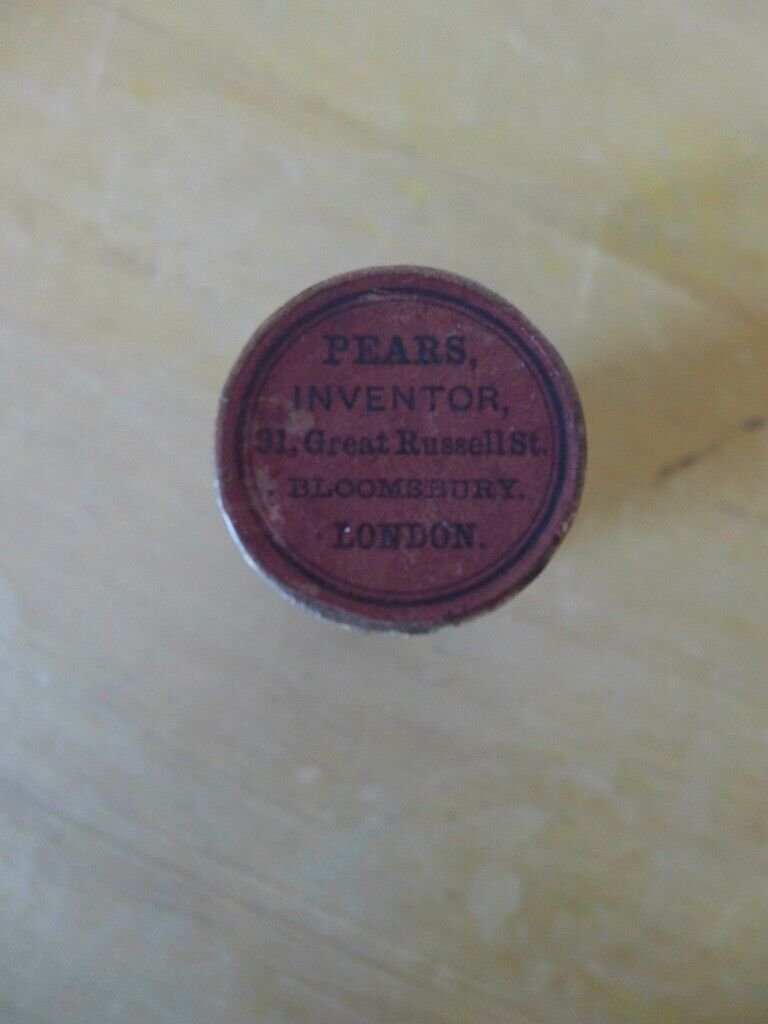 PEARS,
INVENTOR,
31, Great Russell St.
BLOOMSBURY.
LONDON.